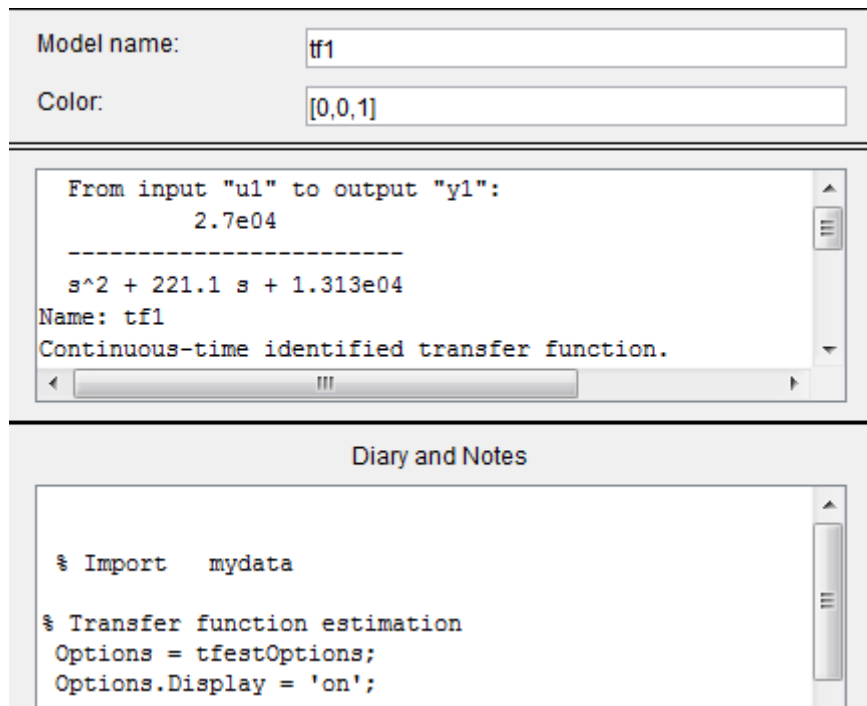 Model name: tf1
Color: [0,0,1]
From input "u1" to output "y1":
2.7e04
------------------------
s^2 + 221.1 s + 1.313e04
Name: tf1
Continuous-time identified transfer function.
Diary and Notes
% Import mydata
% Transfer function estimation
Options = tfestOptions;
Options.Display = 'on';